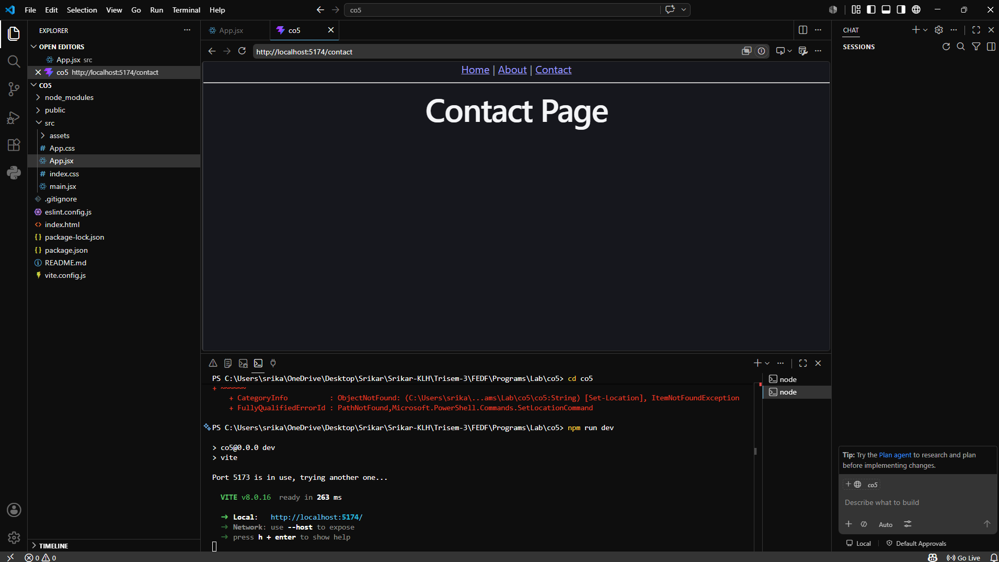 File Edit Selection View Go Run Terminal Help
co5
EXPLORER
OPEN EDITORS
App.jsx src
co5 http://localhost:5174/contact
CO5
node_modules
public
src
assets
App.css
App.jsx
index.css
main.jsx
.gitignore
eslint.config.js
index.html
package-lock.json
package.json
README.md
vite.config.js
TIMELINE
App.jsx
co5
http://localhost:5174/contact
Home | About | Contact
Contact Page
PS C:\Users\srika\OneDrive\Desktop\Srikar\Srikar-KLH\Trisem-3\FEDF\Programs\Lab\co5> cd co5
+ ~~~~~~
+ CategoryInfo : ObjectNotFound: (C:\Users\srika\...ams\Lab\co5\co5:String) [Set-Location], ItemNotFoundException
+ FullyQualifiedErrorId : PathNotFound,Microsoft.PowerShell.Commands.SetLocationCommand
PS C:\Users\srika\OneDrive\Desktop\Srikar\Srikar-KLH\Trisem-3\FEDF\Programs\Lab\co5> npm run dev
> co5@0.0.0 dev
> vite
Port 5173 is in use, trying another one...
VITE v8.0.16 ready in 263 ms
➜ Local: http://localhost:5174/
➜ Network: use --host to expose
➜ press h + enter to show help
node
node
CHAT
SESSIONS
Tip: Try the Plan agent to research and plan
before implementing changes.
co5
Describe what to build
Auto
Local
Default Approvals
0 0
Go Live